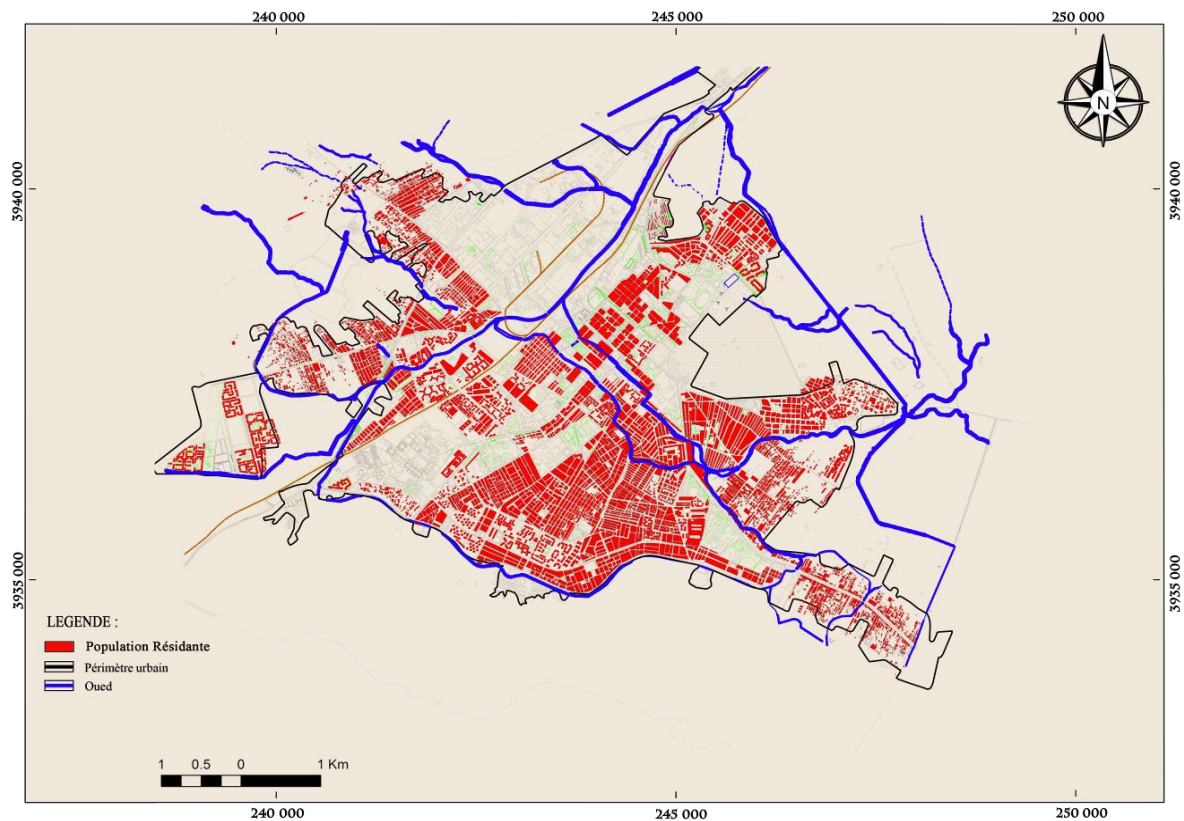 240 000 245 000 250 000
N
3940 000 3940 000
3935 000 3935 000
LEGENDE :
Population Résidante
Périmètre urbain
Oued
1 0.5 0 1 Km
240 000 245 000 250 000